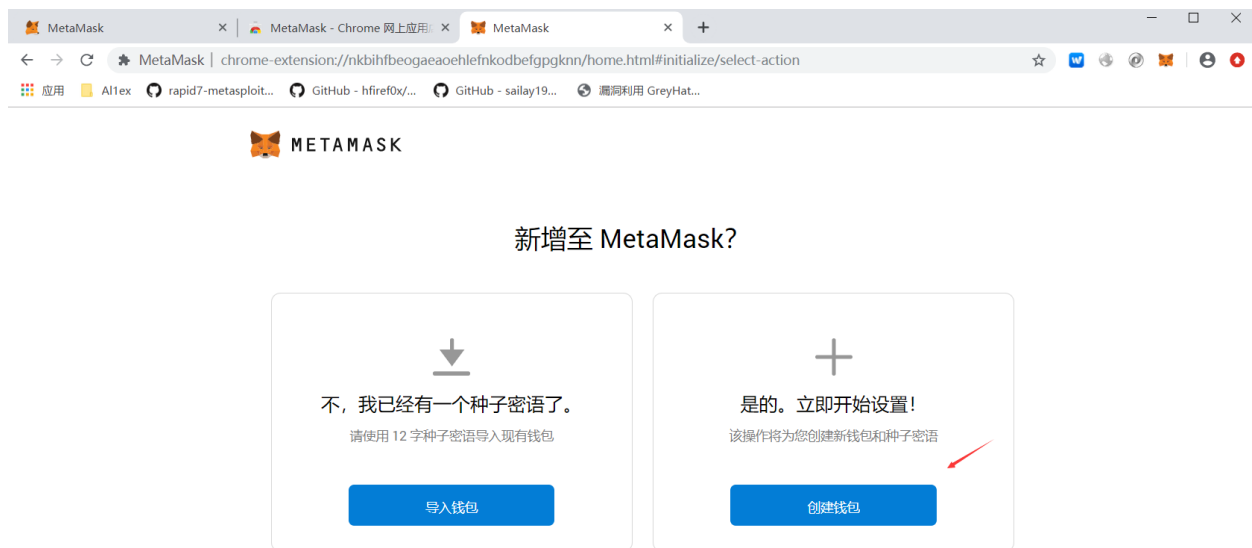 MetaMask
MetaMask - Chrome 网上应用
MetaMask
MetaMask | chrome-extension://nkbihfbeogaeaoehlefnkodbefgpgknn/home.html#initialize/select-action
应用 Al1ex rapid7-metasploit... GitHub - hfiref0x/... GitHub - sailay19... 漏洞利用 GreyHat...
METAMASK
新增至 MetaMask?
不，我已经有一个种子密语了。
请使用 12 字种子密语导入现有钱包
导入钱包
是的。立即开始设置！
该操作将为您创建新钱包和种子密语
创建钱包